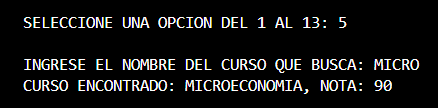 SELECCIONE UNA OPCION DEL 1 AL 13: 5
INGRESE EL NOMBRE DEL CURSO QUE BUSCA: MICRO
CURSO ENCONTRADO: MICROECONOMIA, NOTA: 90